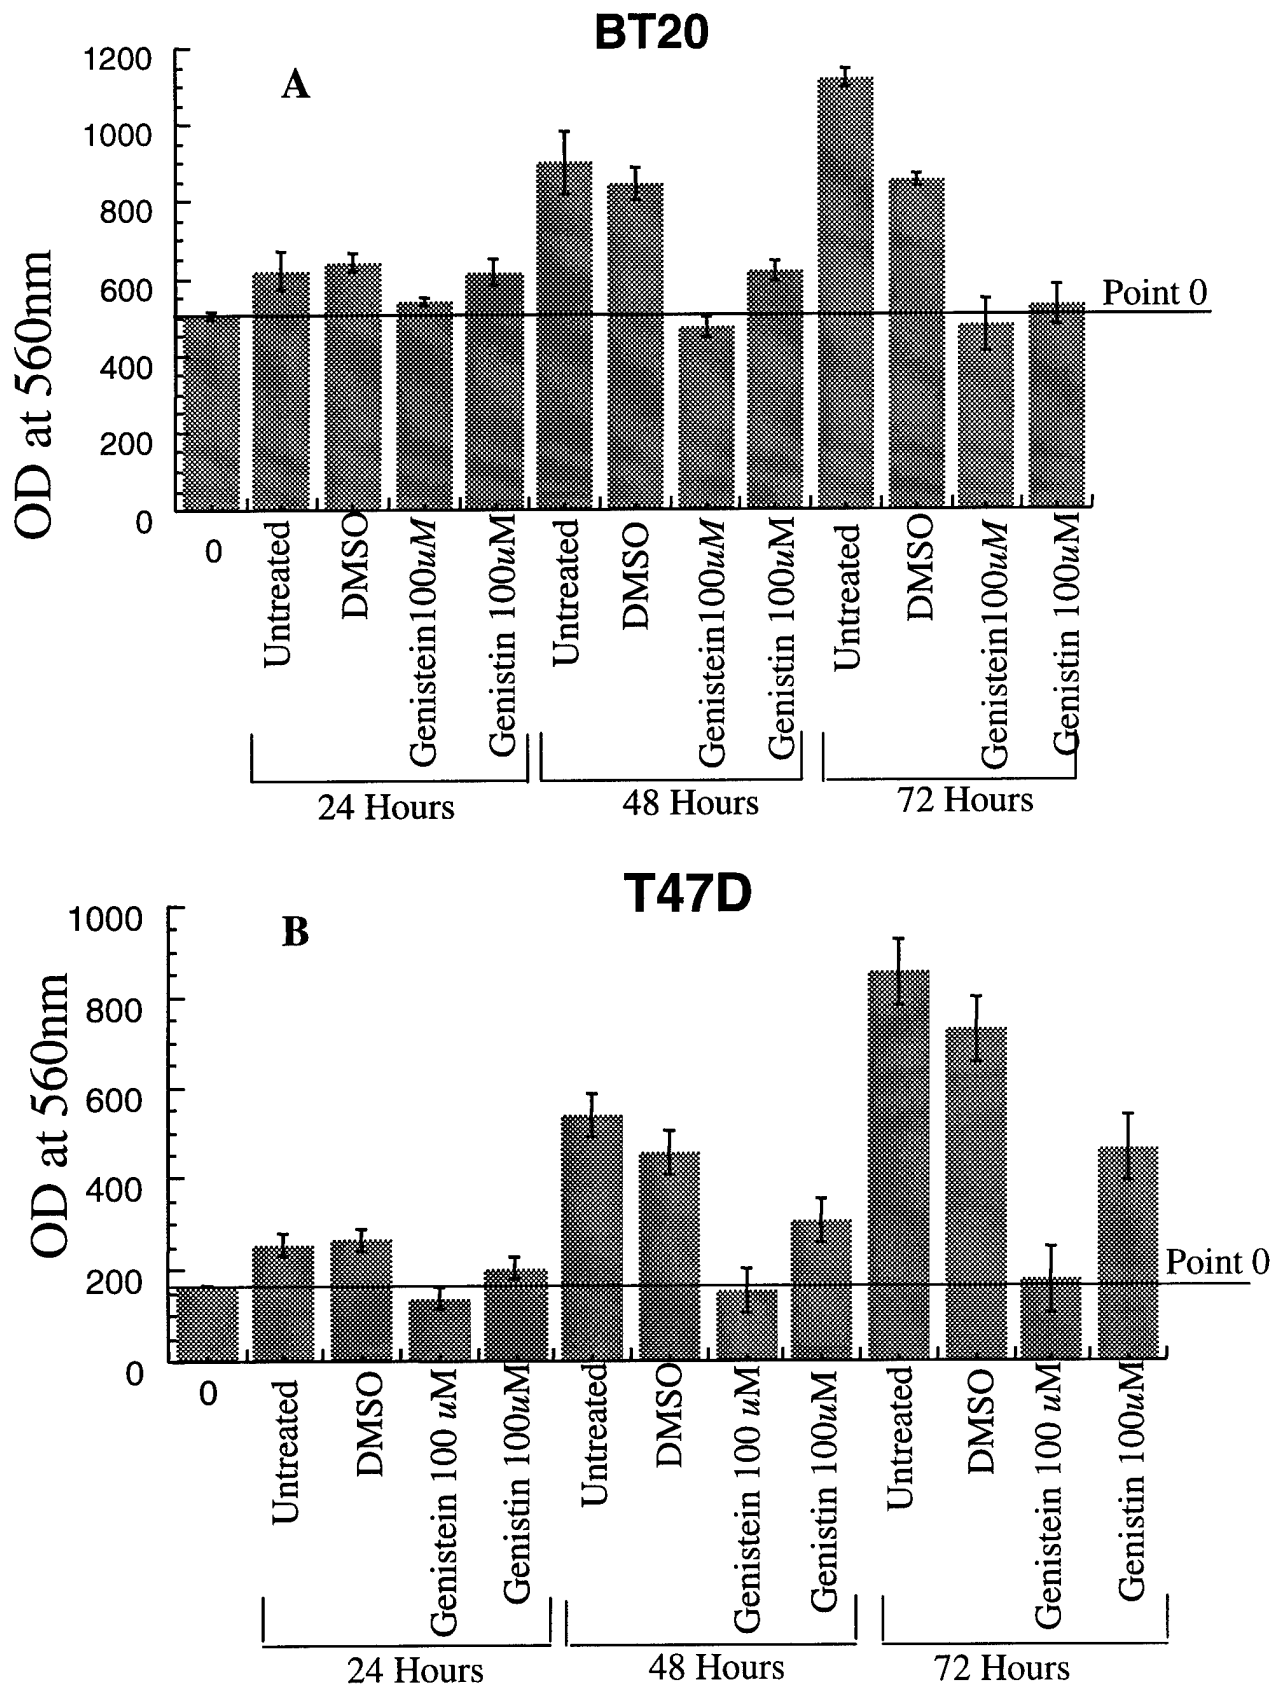 BT20
A
1200
1000
800
600
400
200
0
OD at 560nm
Point 0
0
Untreated
DMSO
Genistein100uM
Genistin 100uM
Untreated
DMSO
Genistein100uM
Genistin 100uM
Untreated
DMSO
Genistein100uM
Genistin 100uM
24 Hours
48 Hours
72 Hours
T47D
B
1000
800
600
400
200
0
OD at 560nm
Point 0
0
Untreated
DMSO
Genistein 100 uM
Genistin 100uM
Untreated
DMSO
Genistein 100 uM
Genistin 100uM
Untreated
DMSO
Genistein 100 uM
Genistin 100uM
24 Hours
48 Hours
72 Hours